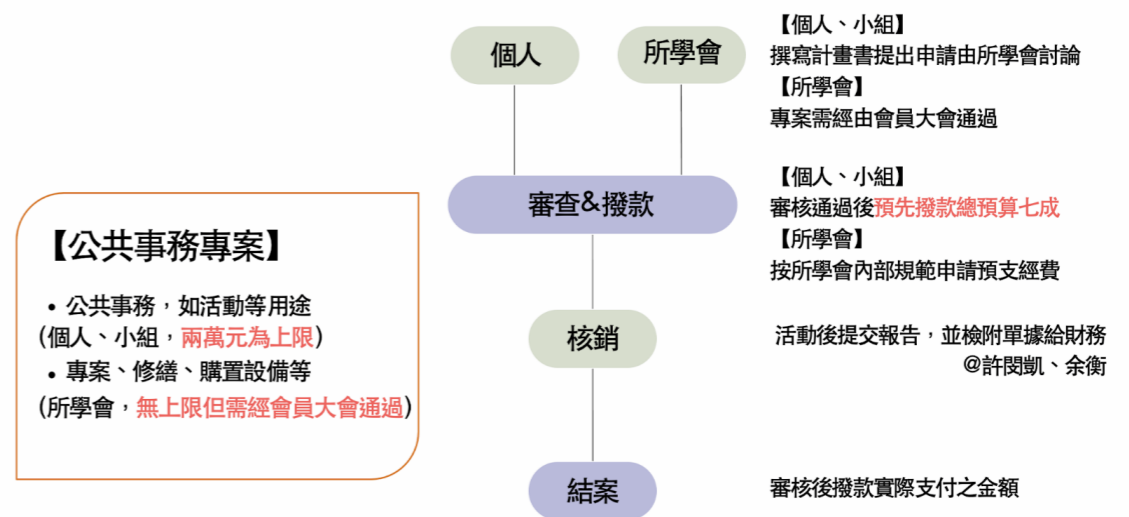 個人
所學會
【個人、小組】
撰寫計畫書提出申請由所學會討論
【所學會】
專案需經由會員大會通過
審查&撥款
【個人、小組】
審核通過後預先撥款總預算七成
【所學會】
按所學會內部規範申請預支經費
【公共事務專案】
• 公共事務，如活動等用途
(個人、小組，兩萬元為上限)
• 專案、修繕、購置設備等
(所學會，無上限但需經會員大會通過)
核銷
活動後提交報告，並檢附單據給財務
@許閔凱、余衡
結案
審核後撥款實際支付之金額